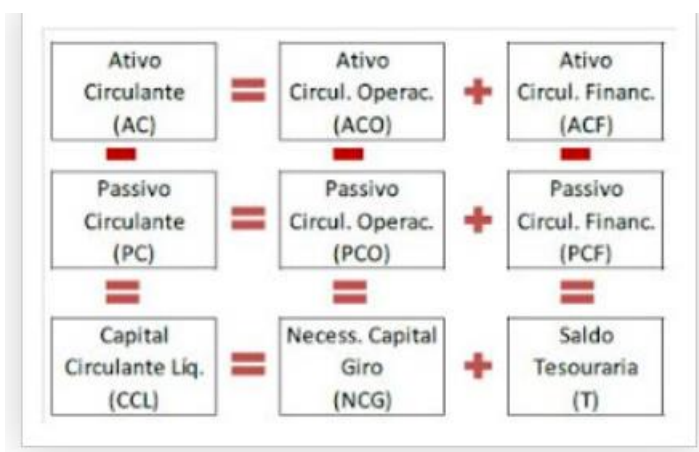 Ativo
Circulante
(AC)
=
Ativo
Circul. Operac.
(ACO)
+
Ativo
Circul. Financ.
(ACF)
-
-
-
Passivo
Circulante
(PC)
=
Passivo
Circul. Operac.
(PCO)
+
Passivo
Circul. Financ.
(PCF)
=
=
=
Capital
Circulante Líq.
(CCL)
=
Necess. Capital
Giro
(NCG)
+
Saldo
Tesouraria
(T)